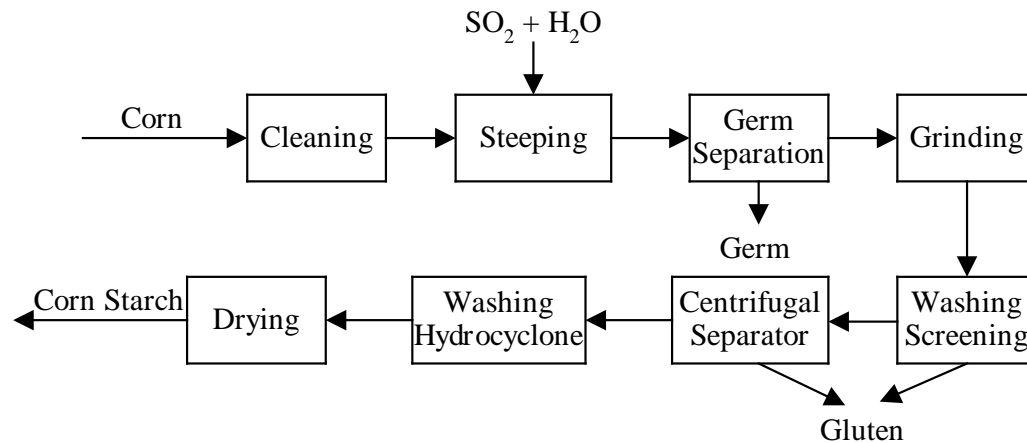 SO₂ + H₂O
Corn
Cleaning
Steeping
Germ
Separation
Grinding
Germ
Corn Starch
Drying
Washing
Hydrocyclone
Centrifugal
Separator
Washing
Screening
Gluten